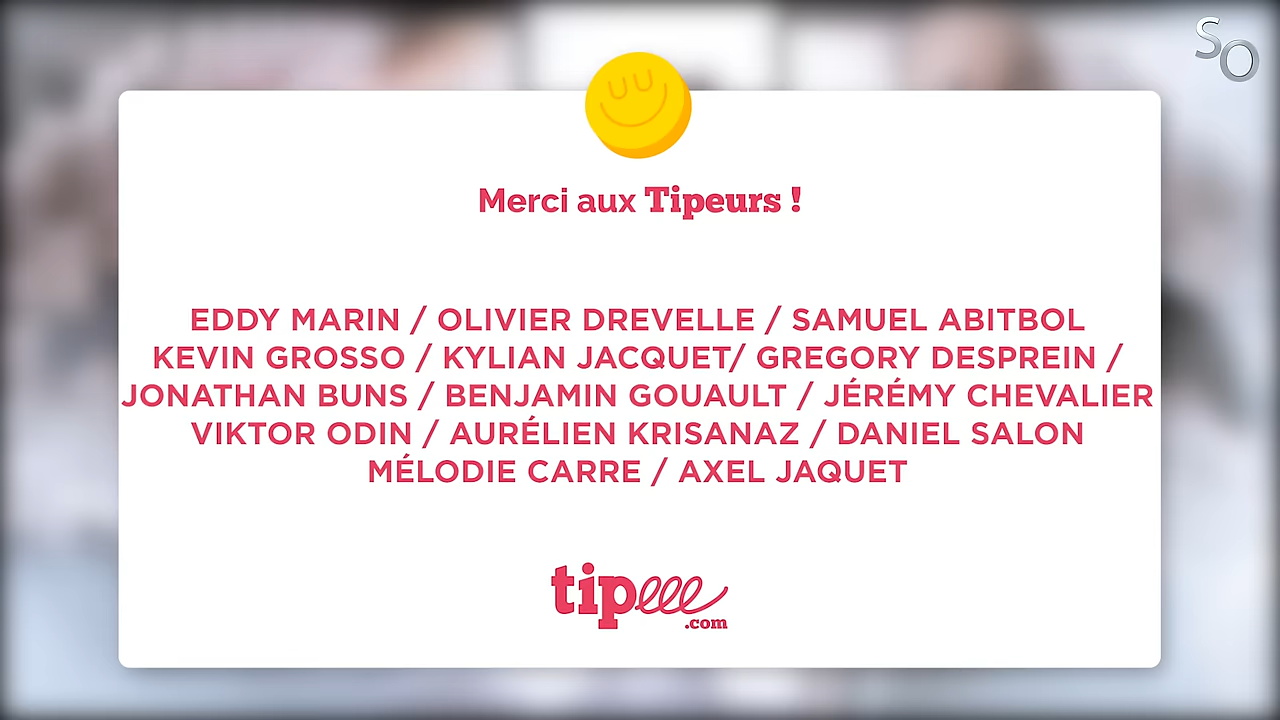 SO
Merci aux Tipeurs !
EDDY MARIN / OLIVIER DREVELLE / SAMUEL ABITBOL
KEVIN GROSSO / KYLIAN JACQUET/ GREGORY DESPREIN /
JONATHAN BUNS / BENJAMIN GOUAULT / JÉRÉMY CHEVALIER
VIKTOR ODIN / AURÉLIEN KRISANAZ / DANIEL SALON
MÉLODIE CARRE / AXEL JAQUET
tipeee
.com